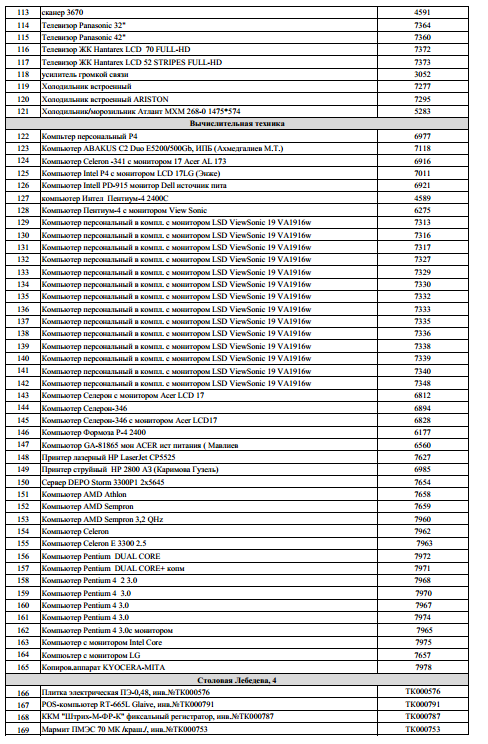 113 сканер 3670 4591
114 Телевизор Panasonic 32" 7364
115 Телевизор Panasonic 42" 7360
116 Телевизор ЖК Hantarex LCD 70 FULL-HD 7372
117 Телевизор ЖК Hantarex LCD 52 STRIPES FULL-HD 7373
118 усилитель громкой связи 3052
119 Холодильник встроенный 7277
120 Холодильник встроенный ARISTON 7295
121 Холодильник/морозильник Атлант МХМ 268-0 1475*574 5283
Вычислительная техника
122 Компьтер персональный Р4 6977
123 Компьютер ABAKUS C2 Duo E5200/500Gb, ИПБ (Ахмедгалиев М.Т.) 7118
124 Компьютер Celeron -341 с монитором 17 Acer AL 173 6916
125 Компьютер Intel P4 с монитором LCD 17LG (Энже) 7011
126 Компьютер Intell PD-915 монитор Dell источник пита 6921
127 компьютер Интел Пентиум-4 2400С 4589
128 Компьютер Пентиум-4 с монитором View Sonic 6275
129 Компьютер персональный в компл. с монитором LSD ViewSonic 19 VA1916w 7313
130 Компьютер персональный в компл. с монитором LSD ViewSonic 19 VA1916w 7316
131 Компьютер персональный в компл. с монитором LSD ViewSonic 19 VA1916w 7317
132 Компьютер персональный в компл. с монитором LSD ViewSonic 19 VA1916w 7327
133 Компьютер персональный в компл. с монитором LSD ViewSonic 19 VA1916w 7329
134 Компьютер персональный в компл. с монитором LSD ViewSonic 19 VA1916w 7330
135 Компьютер персональный в компл. с монитором LSD ViewSonic 19 VA1916w 7332
136 Компьютер персональный в компл. с монитором LSD ViewSonic 19 VA1916w 7333
137 Компьютер персональный в компл. с монитором LSD ViewSonic 19 VA1916w 7335
138 Компьютер персональный в компл. с монитором LSD ViewSonic 19 VA1916w 7336
139 Компьютер персональный в компл. с монитором LSD ViewSonic 19 VA1916w 7338
140 Компьютер персональный в компл. с монитором LSD ViewSonic 19 VA1916w 7339
141 Компьютер персональный в компл. с монитором LSD ViewSonic 19 VA1916w 7340
142 Компьютер персональный в компл. с монитором LSD ViewSonic 19 VA1916w 7348
143 Компьютер Селерон с монитором Acer LCD 17 6812
144 Компьютер Селерон-346 6894
145 Компьютер Селерон-346 с монитором Acer LCD17 6828
146 Компьютер Формоза Р-4 2400 6177
147 Компьютор GA-81865 мон ACER ист питания ( Мавлиев 6560
148 Принтер лазерный HP LaserJet CP5525 7627
149 Принтер струйный HP 2800 А3 (Каримова Гузель) 6985
150 Сервер DEPO Storm 3300P1 2x5645 7654
151 Компьютер AMD Athlon 7658
152 Компьютер AMD Sempron 7659
153 Компьютер AMD Sempron 3,2 QHz 7960
154 Компьютер Celeron 7962
155 Компьютер Celeron E 3300 2.5 7963
156 Компьютер Pentium DUAL CORE 7972
157 Компьютер Pentium DUAL CORE+ копм 7971
158 Компьютер Pentium 4 2 3.0 7968
159 Компьютер Pentium 4 3.0 7970
160 Компьютер Pentium 4 3.0 7967
161 Компьютер Pentium 4 3.0 7974
162 Компьютер Pentium 4 3.0с монитором 7965
163 Компьютер с монитором Intel Core 7975
164 Компьютер с монитором LG 7657
165 Копиров.аппарат KYOCERA-MITA 7978
Столовая Лебедева, 4
166 Плитка электрическая ПЭ-0,48, инв.№ТК000576 ТК000576
167 POS-компьютер RT-665L Glaive, инв.№ТК000791 ТК000791
168 ККМ "Штрих-М-ФР-К" фиксальный регистратор, инв.№ТК000787 ТК000787
169 Мармит ПМЭС 70 МК /краш./, инв.№ТК000753 ТК000753